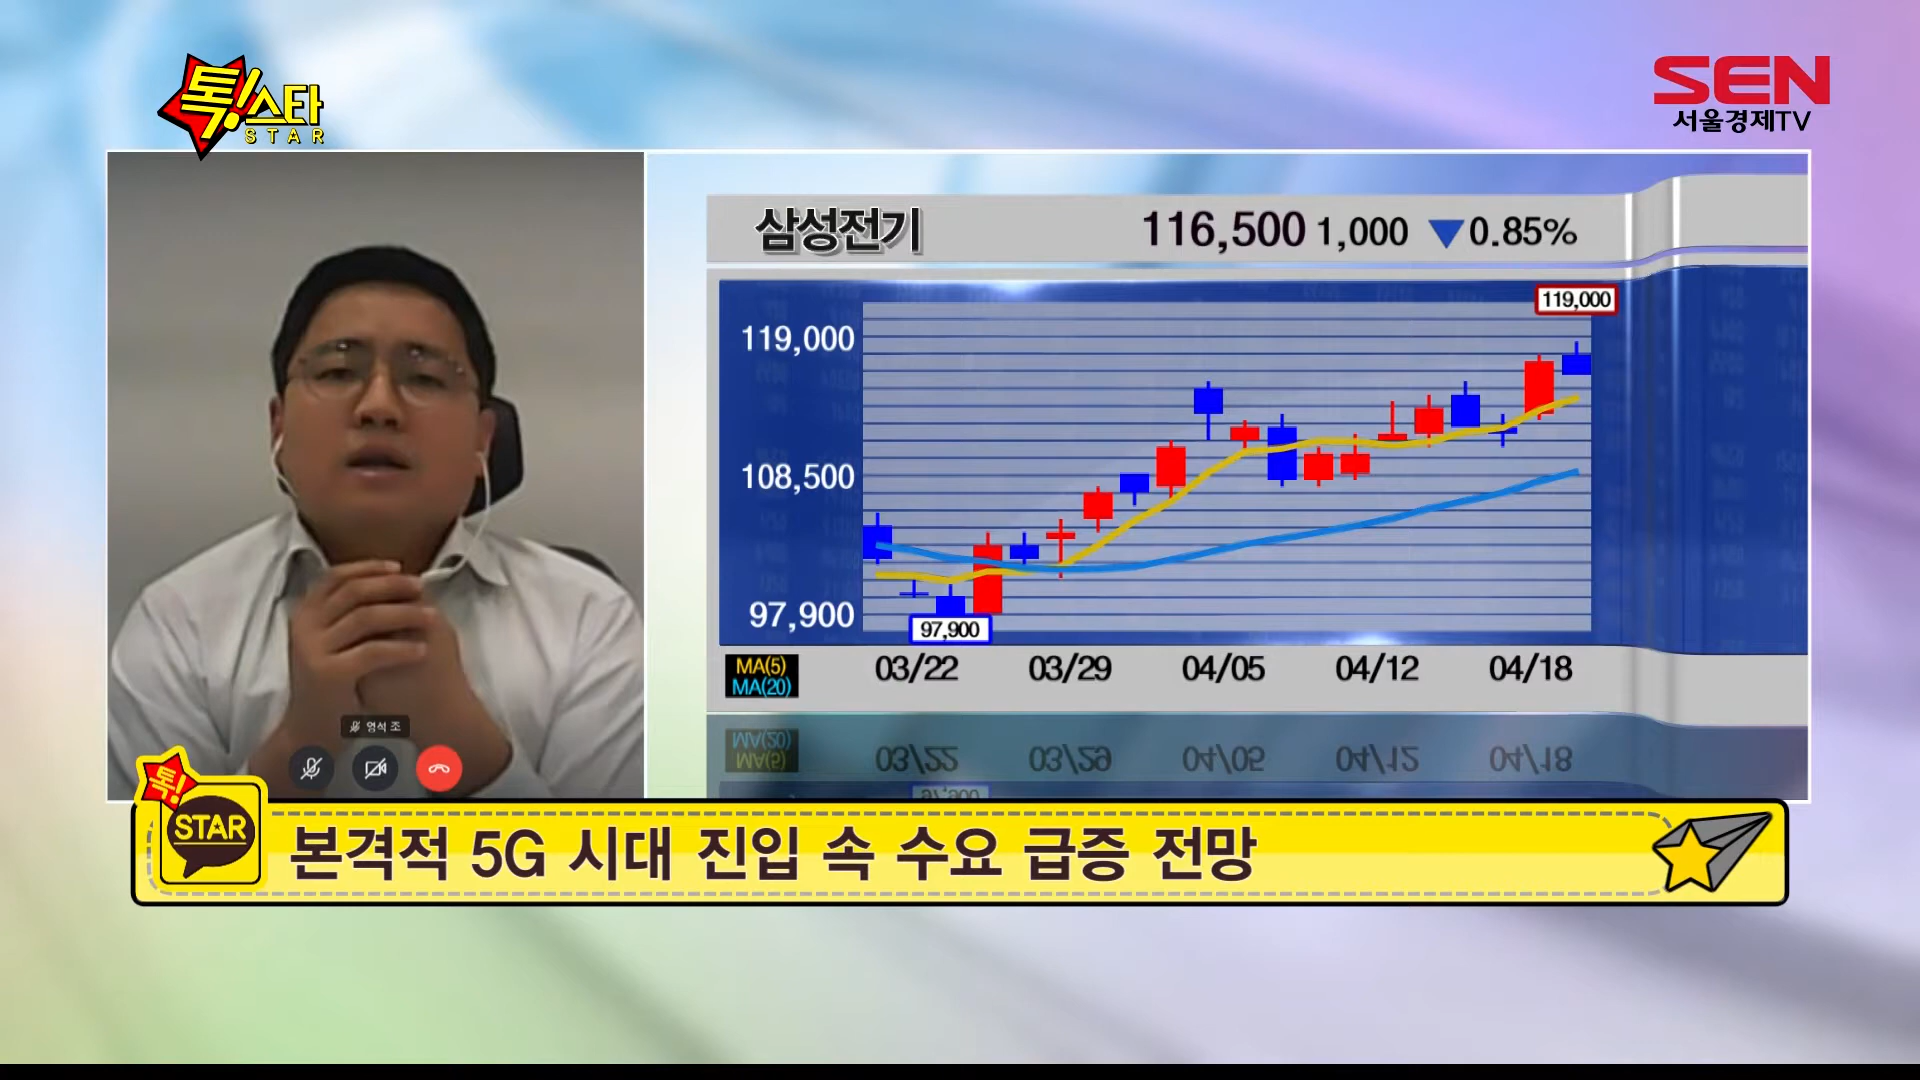 톡!스타
STAR
SEN
서울경제TV
삼성전기 116,500 1,000 ▼0.85%
119,000
119,000
108,500
97,900
97,900
MA(5)
MA(20)
03/22 03/29 04/05 04/12 04/18
영석 조
톡!
STAR
본격적 5G 시대 진입 속 수요 급증 전망